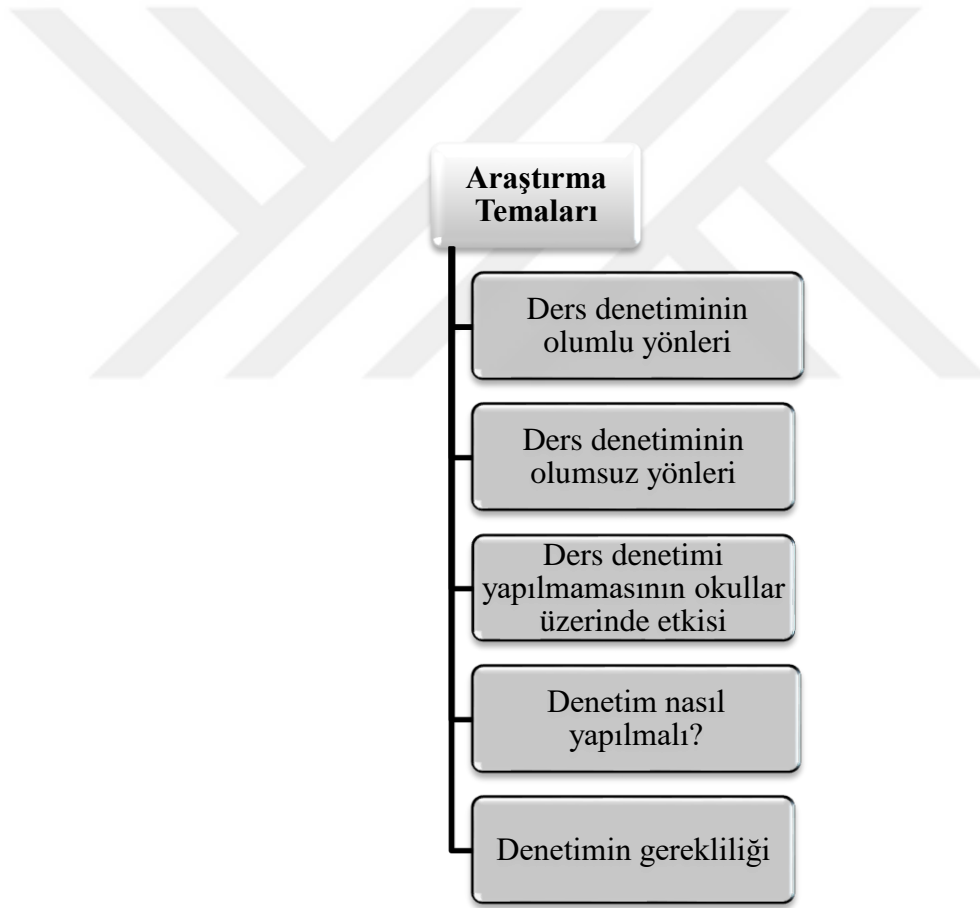 Araştırma
Temaları
Ders denetiminin
olumlu yönleri
Ders denetiminin
olumsuz yönleri
Ders denetimi
yapılmamasının okullar
üzerinde etkisi
Denetim nasıl
yapılmalı?
Denetimin gerekliliği